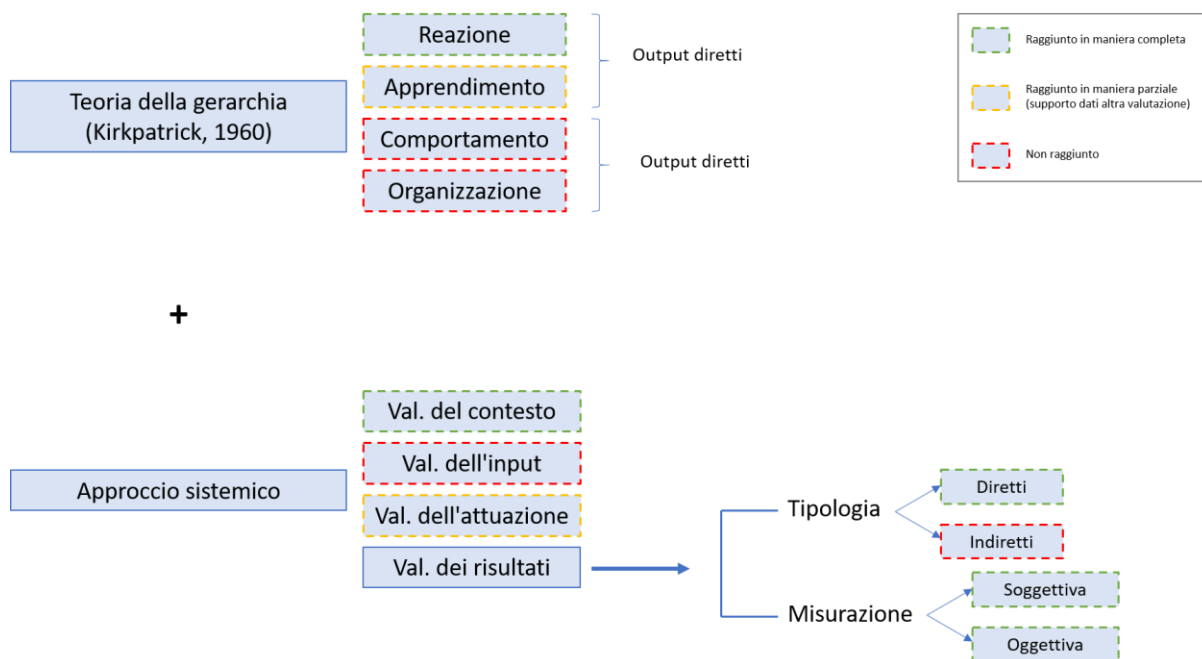 Reazione
Apprendimento
Output diretti
Teoria della gerarchia
(Kirkpatrick, 1960)
Comportamento
Organizzazione
Output diretti
Raggiunto in maniera completa
Raggiunto in maniera parziale
(supporto dati altra valutazione)
Non raggiunto
+
Val. del contesto
Val. dell'input
Approccio sistemico
Val. dell'attuazione
Val. dei risultati
Tipologia
Diretti
Indiretti
Misurazione
Soggettiva
Oggettiva